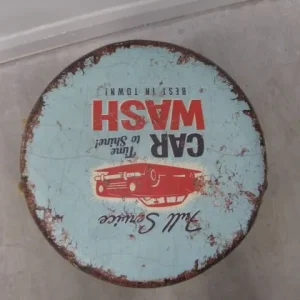 Full Service
Time
to Shine!
CAR
WASH
BEST IN TOWN!